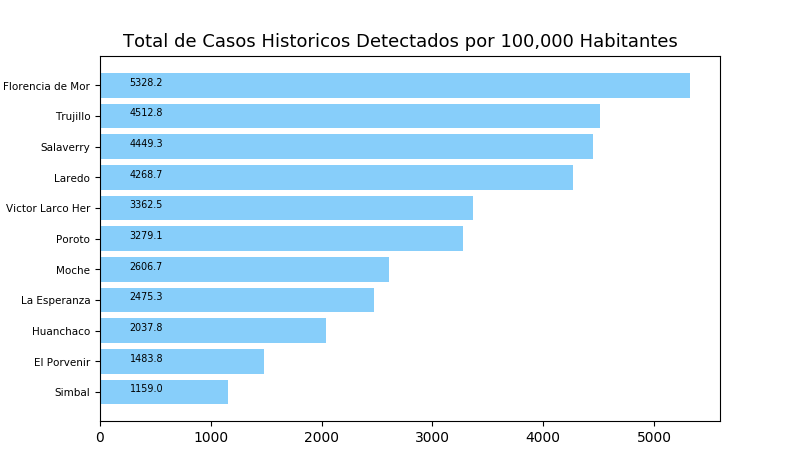 Total de Casos Historicos Detectados por 100,000 Habitantes
Florencia de Mor 5328.2
Trujillo 4512.8
Salaverry 4449.3
Laredo 4268.7
Victor Larco Her 3362.5
Poroto 3279.1
Moche 2606.7
La Esperanza 2475.3
Huanchaco 2037.8
El Porvenir 1483.8
Simbal 1159.0
0 1000 2000 3000 4000 5000